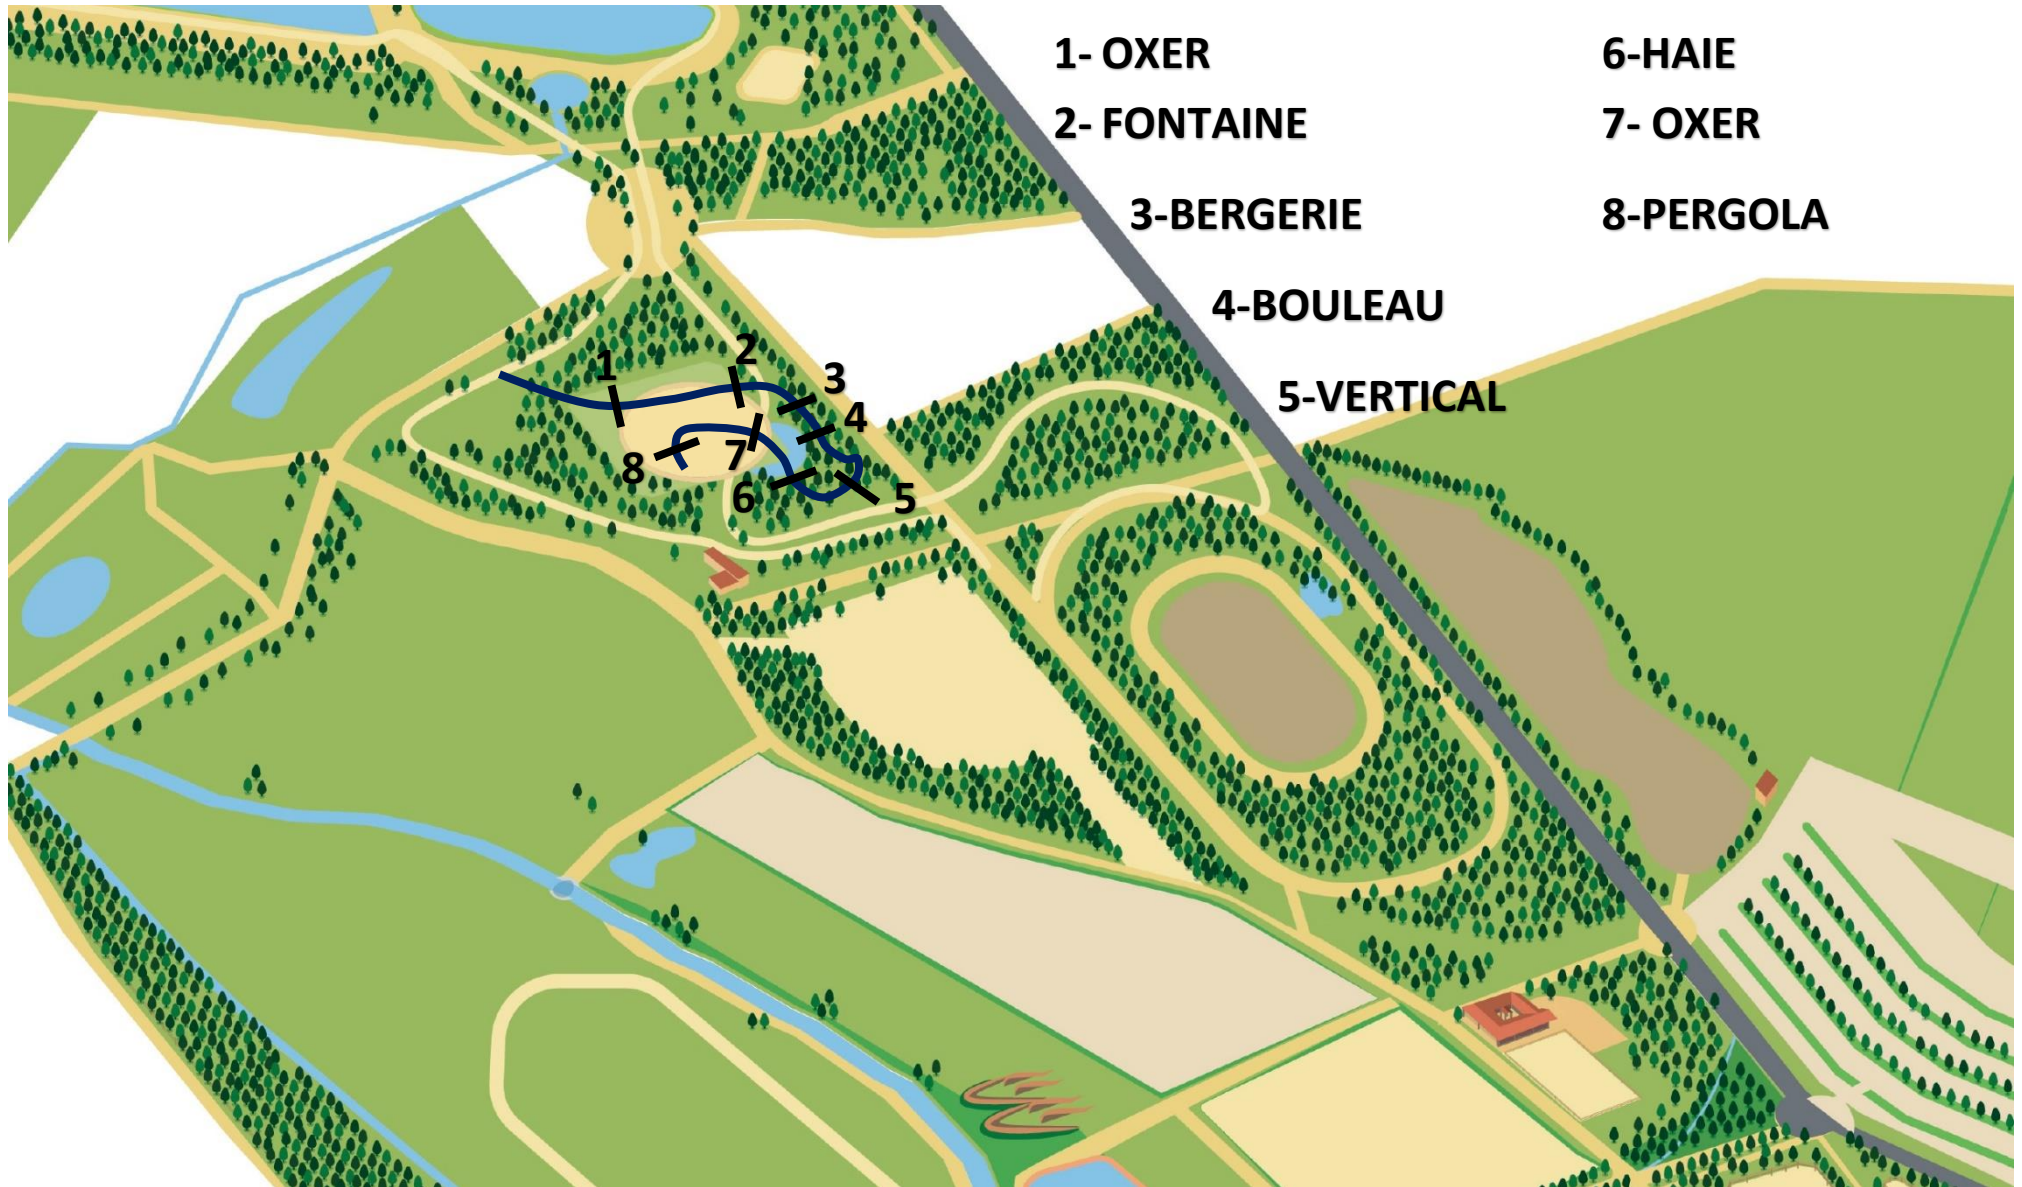 1- OXER
2- FONTAINE
3-BERGERIE
4-BOULEAU
5-VERTICAL
6-HAIE
7- OXER
8-PERGOLA
1
2
3
4
5
6
7
8